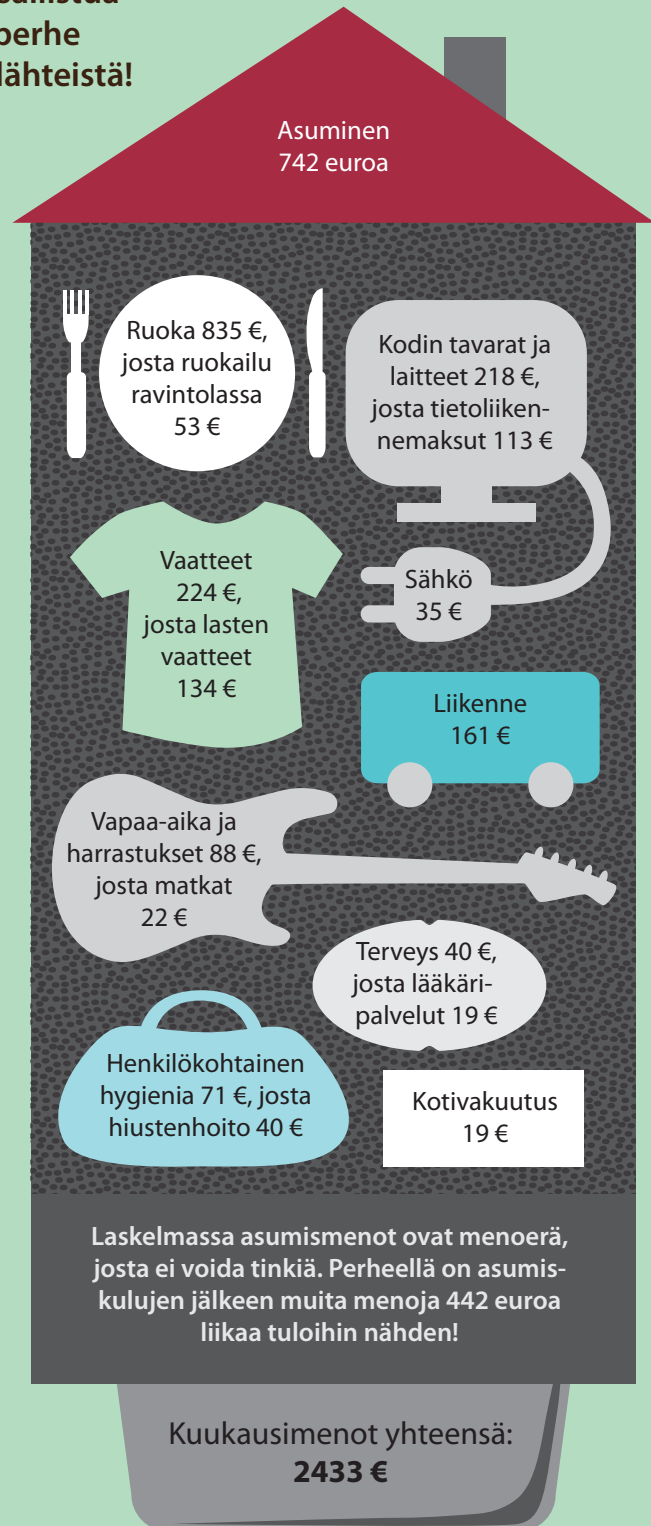 perhe
lähteistä!
Asuminen
742 euroa
Ruoka 835 €,
josta ruokailu
ravintolassa
53 €
Kodin tavarat ja
laitteet 218 €,
josta tietoliiken-
nemaksut 113 €
Vaatteet
224 €,
josta lasten
vaatteet
134 €
Sähkö
35 €
Liikenne
161 €
Vapaa-aika ja
harrastukset 88 €,
josta matkat
22 €
Terveys 40 €,
josta lääkäri-
palvelut 19 €
Henkilökohtainen
hygienia 71 €, josta
hiustenhoito 40 €
Kotivakuutus
19 €
Laskelmassa asumismenot ovat menoerä,
josta ei voida tinkiä. Perheellä on asumis-
kulujen jälkeen muita menoja 442 euroa
liikaa tuloihin nähden!
Kuukausimenot yhteensä:
2433 €